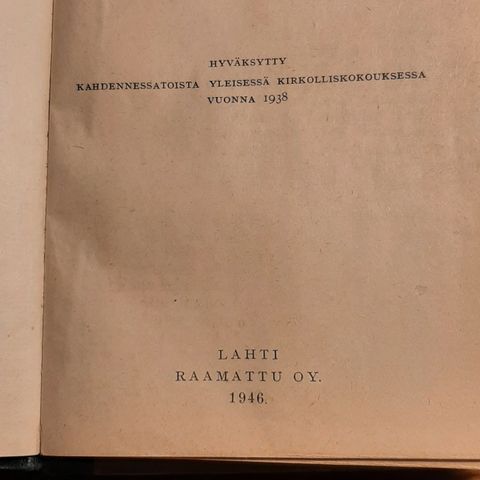 HYVÄKSYTTY
KAHDENNESSATOISTA YLEISESSÄ KIRKOLLISKOKOUKSESSA
VUONNA 1938
LAHTI
RAAMATTU OY.
1946.